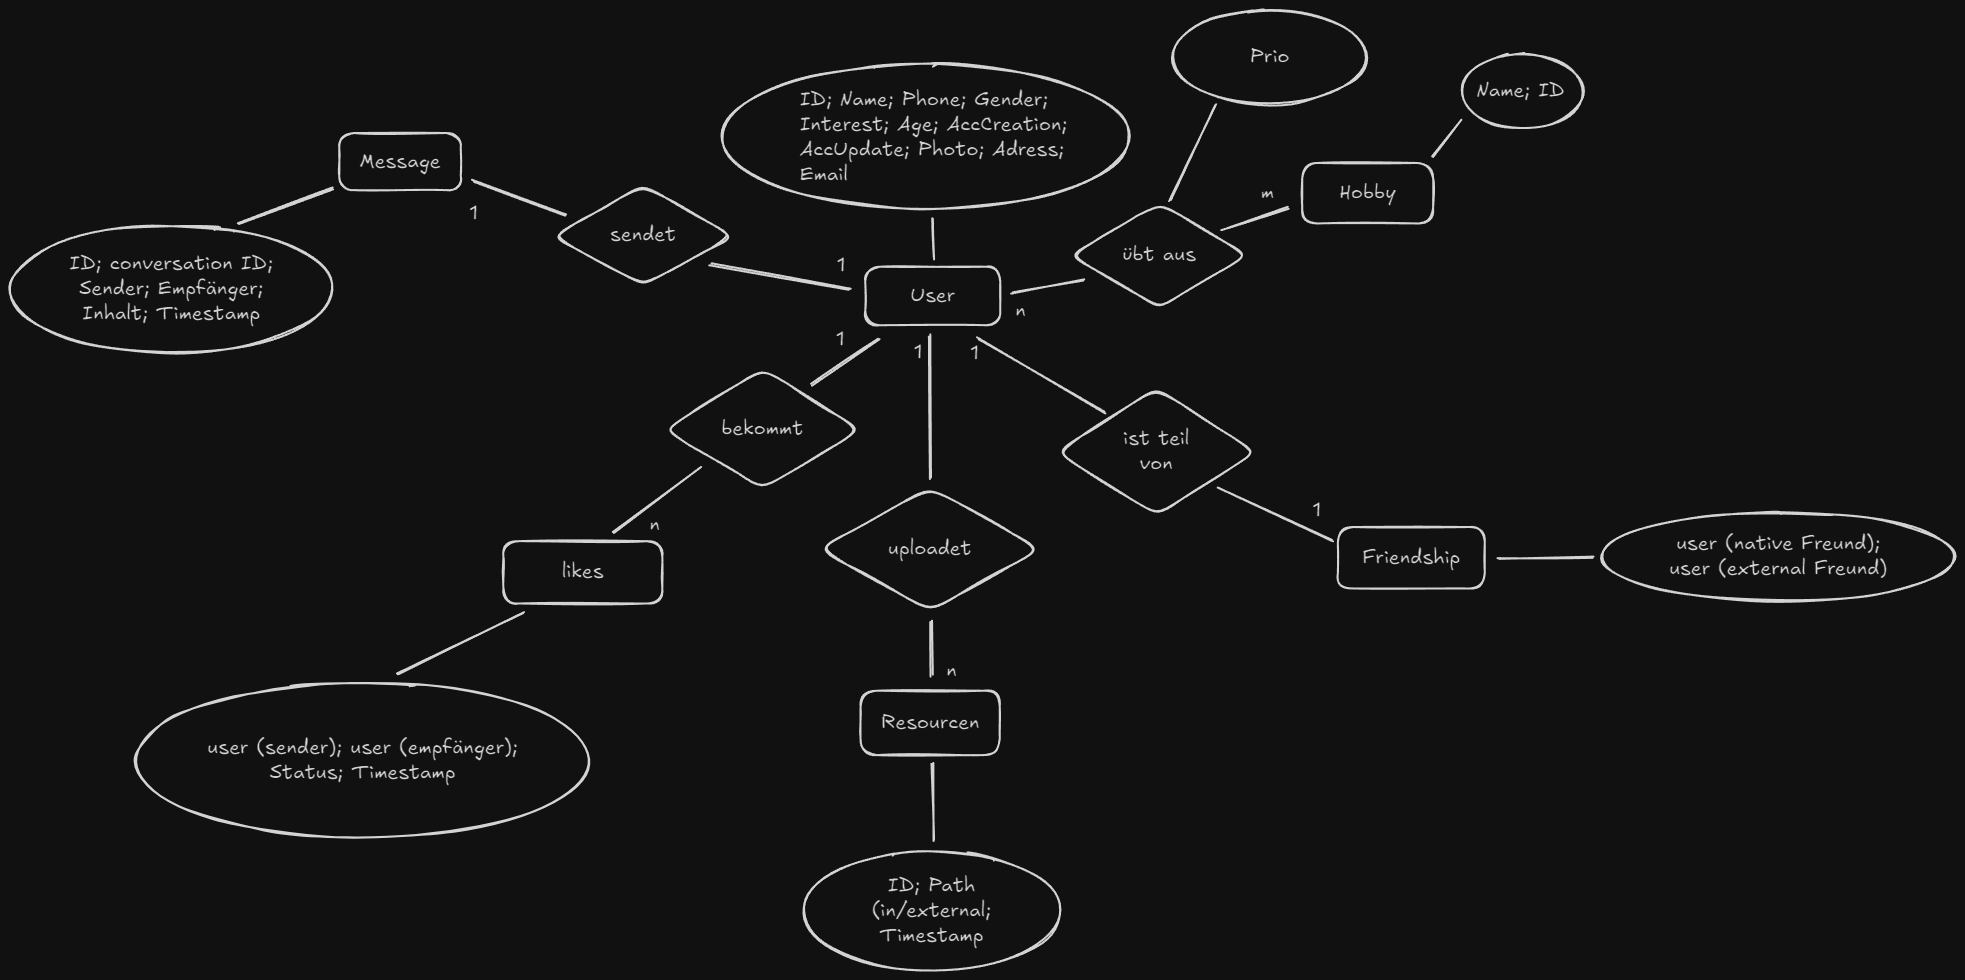 Prio
Name; ID
ID; Name; Phone; Gender;
Interest; Age; AccCreation;
AccUpdate; Photo; Adress;
Email
Message
Hobby
m
1
sendet
übt aus
ID; conversation ID;
Sender; Empfänger;
Inhalt; Timestamp
1
User
n
1
1
1
bekommt
ist teil
von
1
n
uploadet
likes
Friendship
user (native Freund);
user (external Freund)
n
Resourcen
user (sender); user (empfänger);
Status; Timestamp
ID; Path
(in/external;
Timestamp